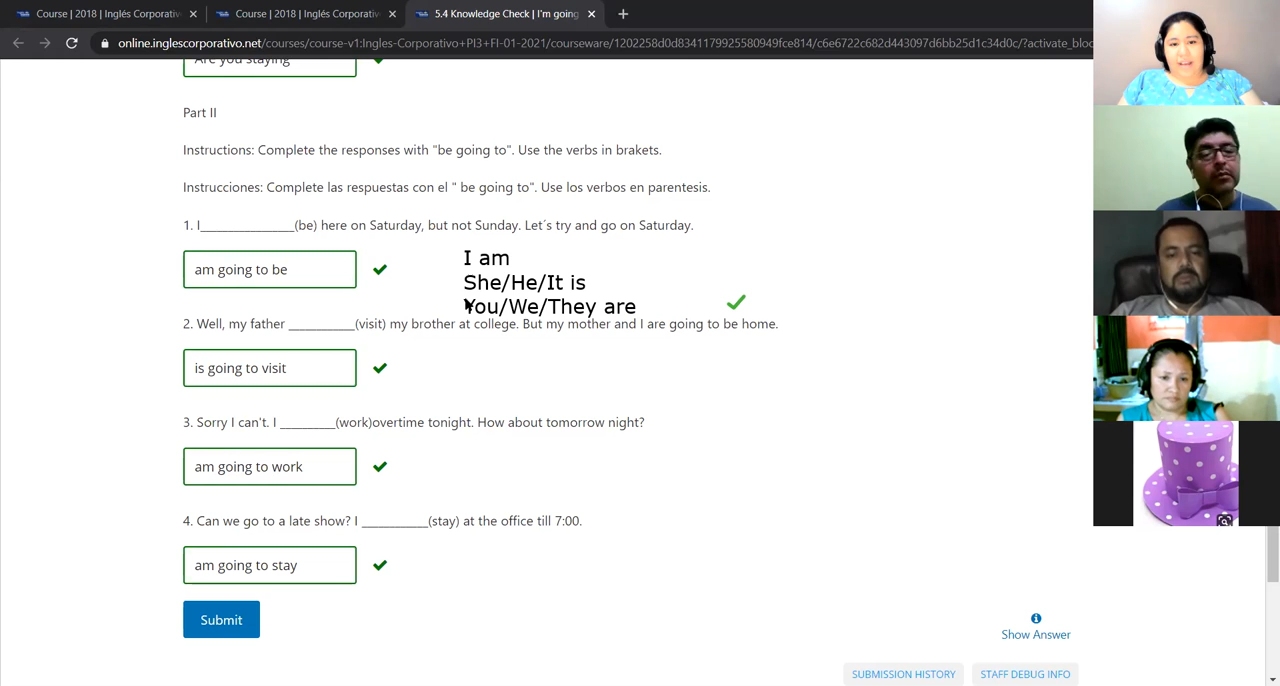 Course | 2018 | Inglés Corporativ
Course | 2018 | Inglés Corporativ
5.4 Knowledge Check | I'm going
online.inglescorporativo.net/courses/course-v1:Ingles-Corporativo+PI3+FI-01-2021/courseware/1202258d0d8341179925580949fce814/c6e6722c682d443097d6bb25d1c34d0c/?activate_bloc
Are you staying
Part II
Instructions: Complete the responses with "be going to". Use the verbs in brakets.
Instrucciones: Complete las respuestas con el " be going to". Use los verbos en parentesis.
1. I________________(be) here on Saturday, but not Sunday. Let´s try and go on Saturday.
am going to be
I am
She/He/It is
You/We/They are
2. Well, my father ___________(visit) my brother at college. But my mother and I are going to be home.
is going to visit
3. Sorry I can't. I _________(work)overtime tonight. How about tomorrow night?
am going to work
4. Can we go to a late show? I ___________(stay) at the office till 7:00.
am going to stay
Submit
Show Answer
SUBMISSION HISTORY
STAFF DEBUG INFO